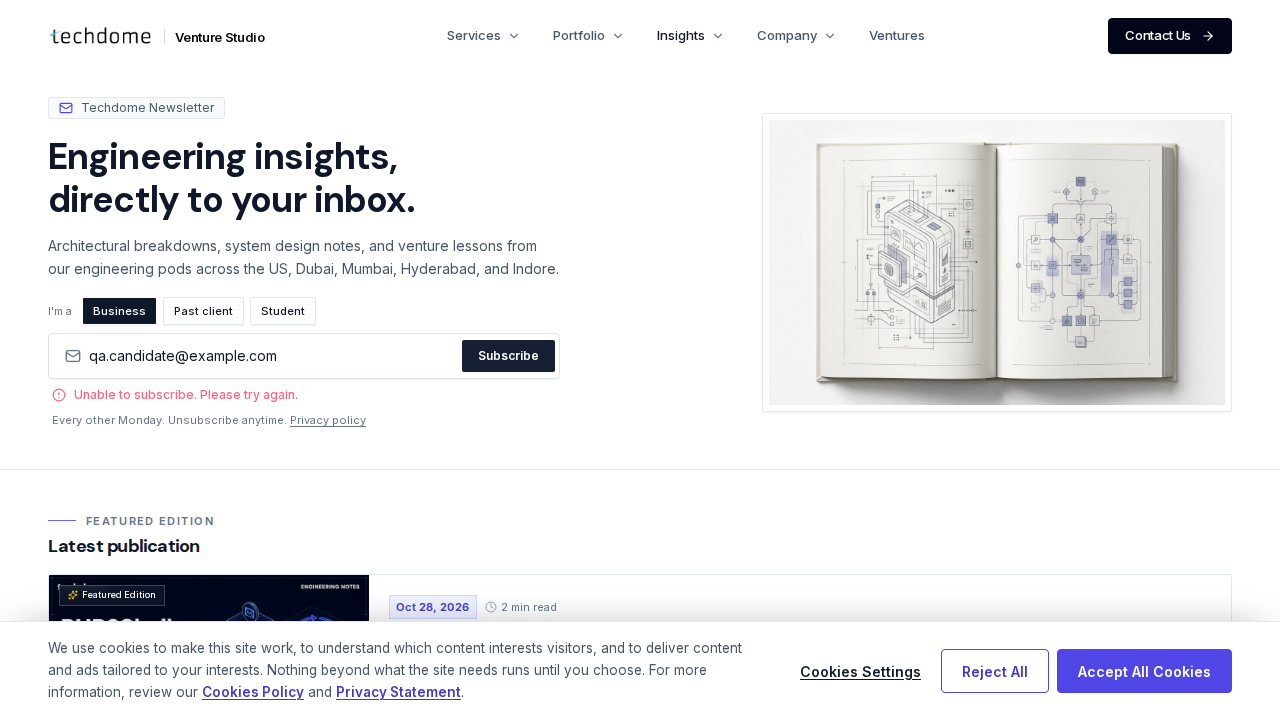 techdome Venture Studio
Services Portfolio Insights Company Ventures
Contact Us
Techdome Newsletter
Engineering insights,
directly to your inbox.
Architectural breakdowns, system design notes, and venture lessons from
our engineering pods across the US, Dubai, Mumbai, Hyderabad, and Indore.
I'm a Business Past client Student
qa.candidate@example.com Subscribe
Unable to subscribe. Please try again.
Every other Monday. Unsubscribe anytime. Privacy policy
FEATURED EDITION
Latest publication
ENGINEERING NOTES
Featured Edition
Oct 28, 2026 2 min read
We use cookies to make this site work, to understand which content interests visitors, and to deliver content
and ads tailored to your interests. Nothing beyond what the site needs runs until you choose. For more
information, review our Cookies Policy and Privacy Statement.
Cookies Settings Reject All Accept All Cookies